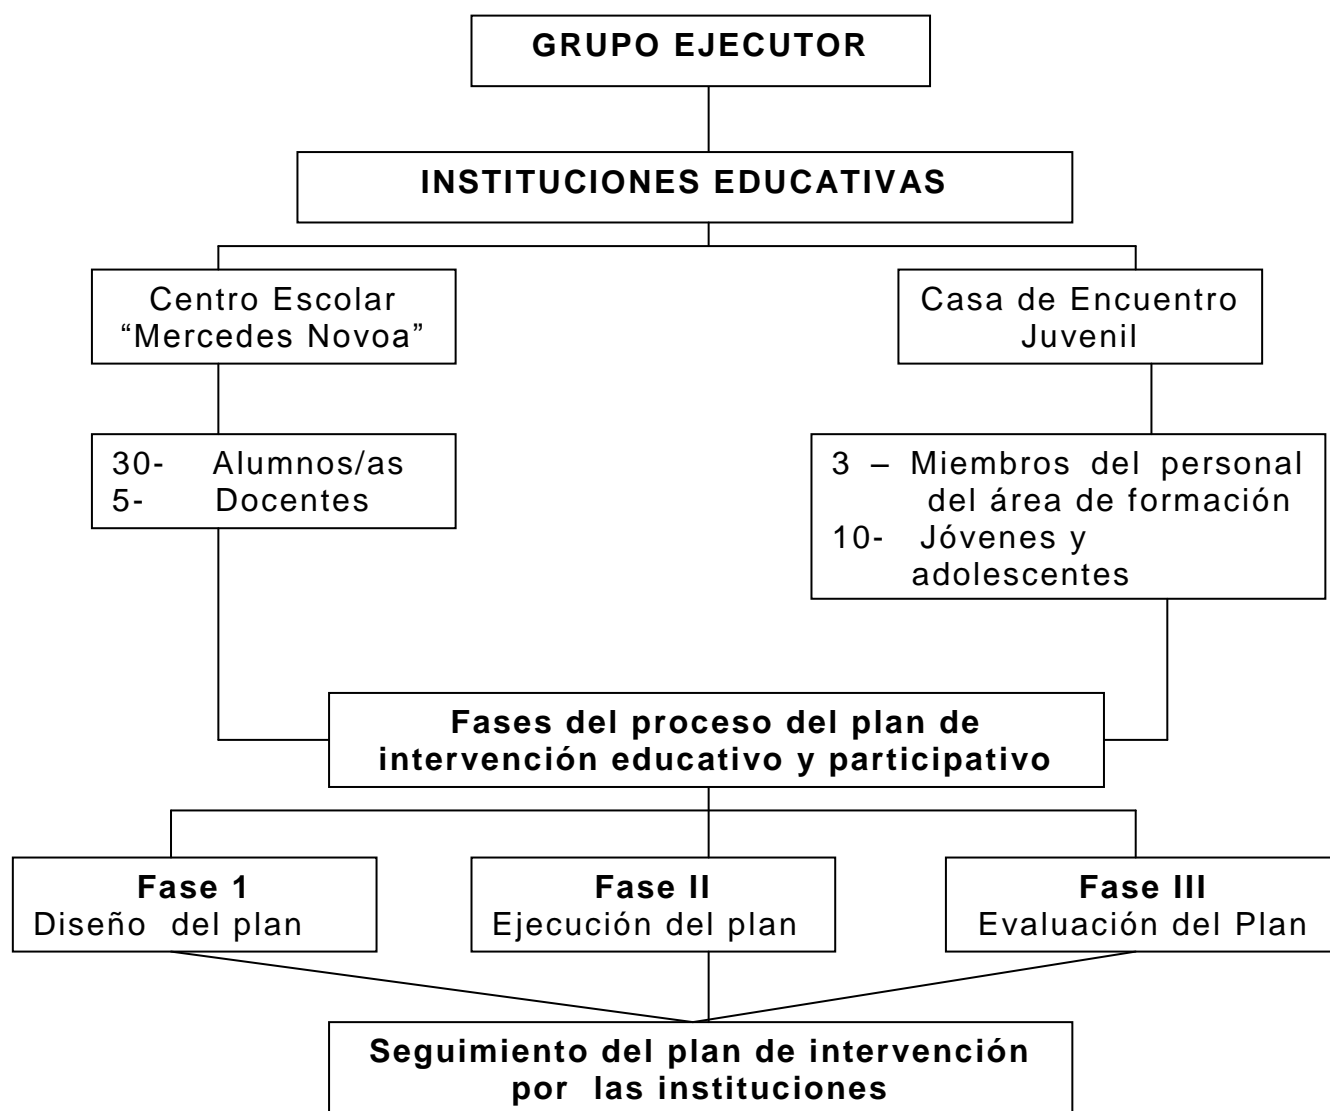 GRUPO EJECUTOR
INSTITUCIONES EDUCATIVAS
Centro Escolar
“Mercedes Novoa”
Casa de Encuentro
Juvenil
30- Alumnos/as
5- Docentes
3 – Miembros del personal
del área de formación
10- Jóvenes y
adolescentes
Fases del proceso del plan de
intervención educativo y participativo
Fase 1
Diseño del plan
Fase II
Ejecución del plan
Fase III
Evaluación del Plan
Seguimiento del plan de intervención
por las instituciones